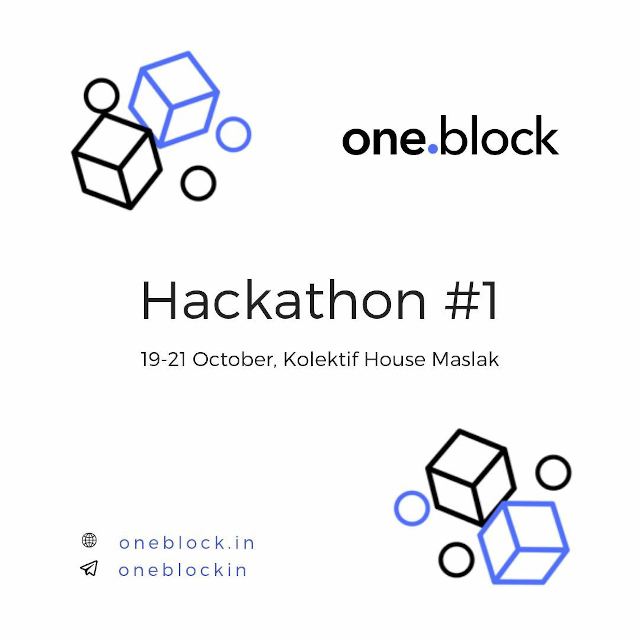 one.block
Hackathon #1
19-21 October, Kolektif House Maslak
oneblock.in
oneblockin